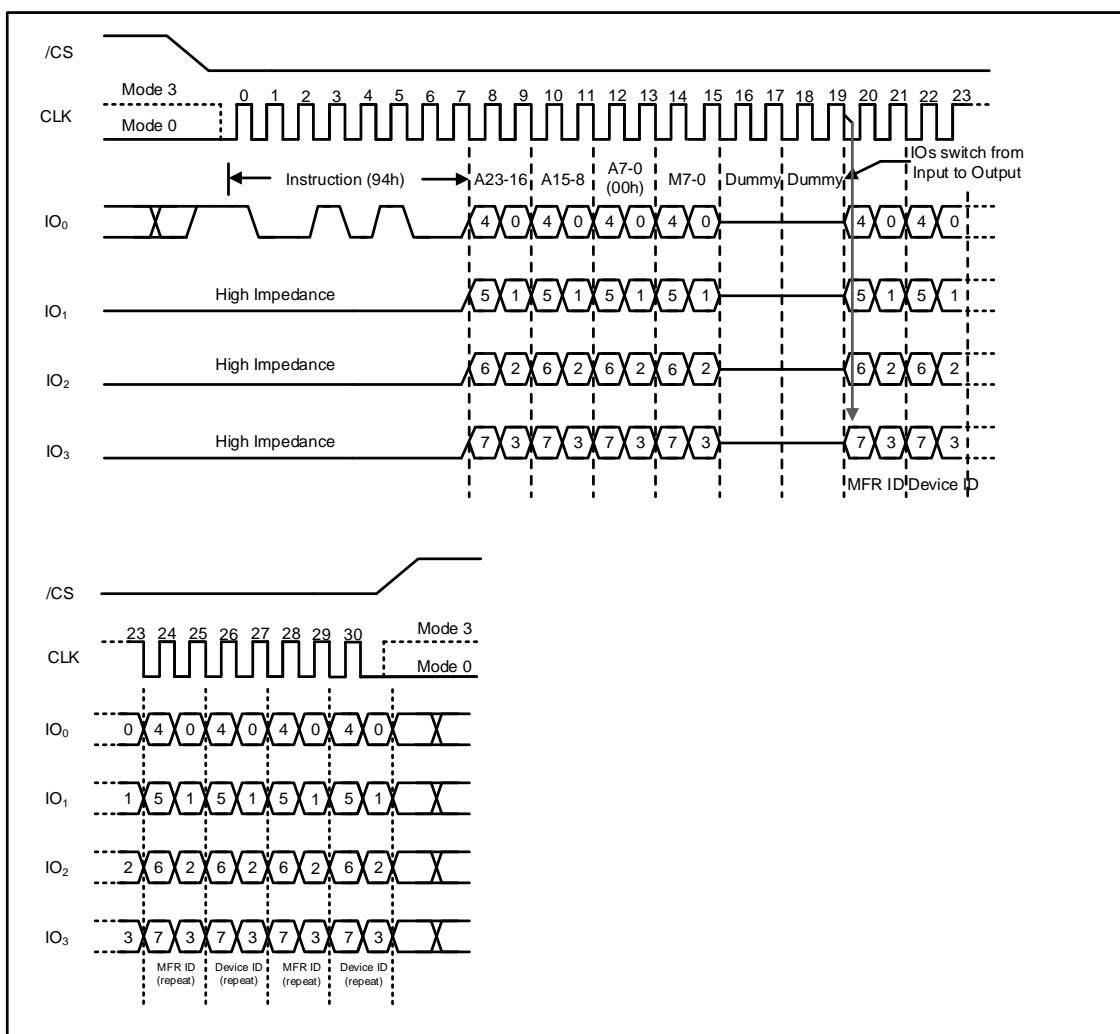 /CS
Mode 3
0 1 2 3 4 5 6 7 8 9 10 11 12 13 14 15 16 17 18 19 20 21 22 23
CLK
Mode 0
IOs switch from
Input to Output
Instruction (94h) A23-16 A15-8 A7-0 (00h) M7-0 Dummy Dummy
IO0 4 0 4 0 4 0 4 0 4 0 4 0
High Impedance
IO1 5 1 5 1 5 1 5 1 5 1 5 1
High Impedance
IO2 6 2 6 2 6 2 6 2 6 2 6 2
High Impedance
IO3 7 3 7 3 7 3 7 3 7 3 7 3
MFR ID Device ID
/CS
23 24 25 26 27 28 29 30 Mode 3
CLK
Mode 0
IO0 0 4 0 4 0 4 0 4 0
IO1 1 5 1 5 1 5 1 5 1
IO2 2 6 2 6 2 6 2 6 2
IO3 3 7 3 7 3 7 3 7 3
MFR ID Device ID MFR ID Device ID
(repeat) (repeat) (repeat) (repeat)